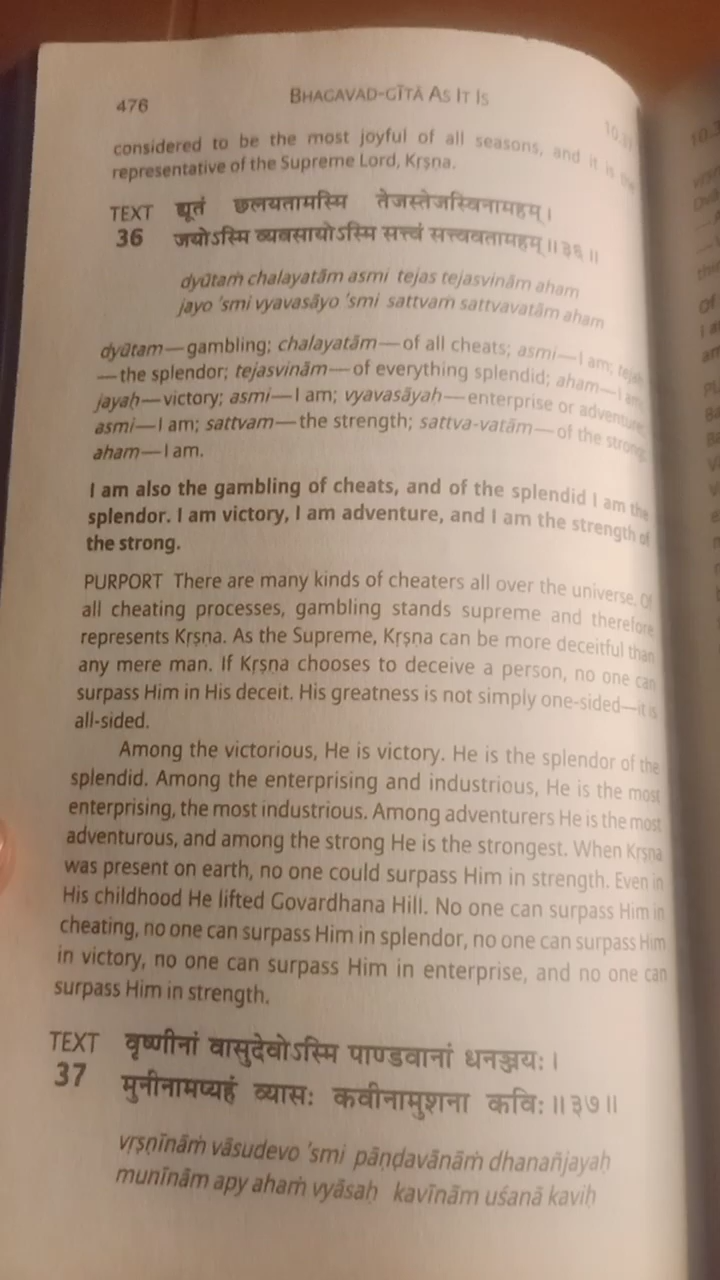 476
BHAGAVAD-GĪTĀ AS IT IS
10.37
considered to be the most joyful of all seasons, and it is the
representative of the Supreme Lord, Kṛṣṇa.
TEXT द्यूतं छलयतामस्मि तेजस्तेजस्विनामहम् ।
36 जयोऽस्मि व्यवसायोऽस्मि सत्त्वं सत्त्ववतामहम् ॥ ३६ ॥
dyūtaṁ chalayatām asmi tejas tejasvinām aham
jayo 'smi vyavasāyo 'smi sattvaṁ sattvavatām aham
dyūtam—gambling; chalayatām—of all cheats; asmi—I am; tejaḥ
—the splendor; tejasvinām—of everything splendid; aham—I am;
jayaḥ—victory; asmi—I am; vyavasāyaḥ—enterprise or adventure;
asmi—I am; sattvam—the strength; sattva-vatām—of the strong;
aham—I am.
I am also the gambling of cheats, and of the splendid I am the
splendor. I am victory, I am adventure, and I am the strength of
the strong.
PURPORT There are many kinds of cheaters all over the universe. Of
all cheating processes, gambling stands supreme and therefore
represents Kṛṣṇa. As the Supreme, Kṛṣṇa can be more deceitful than
any mere man. If Kṛṣṇa chooses to deceive a person, no one can
surpass Him in His deceit. His greatness is not simply one-sided—it is
all-sided.
Among the victorious, He is victory. He is the splendor of the
splendid. Among the enterprising and industrious, He is the most
enterprising, the most industrious. Among adventurers He is the most
adventurous, and among the strong He is the strongest. When Kṛṣṇa
was present on earth, no one could surpass Him in strength. Even in
His childhood He lifted Govardhana Hill. No one can surpass Him in
cheating, no one can surpass Him in splendor, no one can surpass Him
in victory, no one can surpass Him in enterprise, and no one can
surpass Him in strength.
TEXT वृष्णीनां वासुदेवोऽस्मि पाण्डवानां धनञ्जयः ।
37 मुनीनामप्यहं व्यासः कवीनामुशना कविः ॥ ३७ ॥
vṛṣṇīnāṁ vāsudevo 'smi pāṇḍavānāṁ dhanañjayaḥ
munīnām apy ahaṁ vyāsaḥ kavīnām uśanā kaviḥ